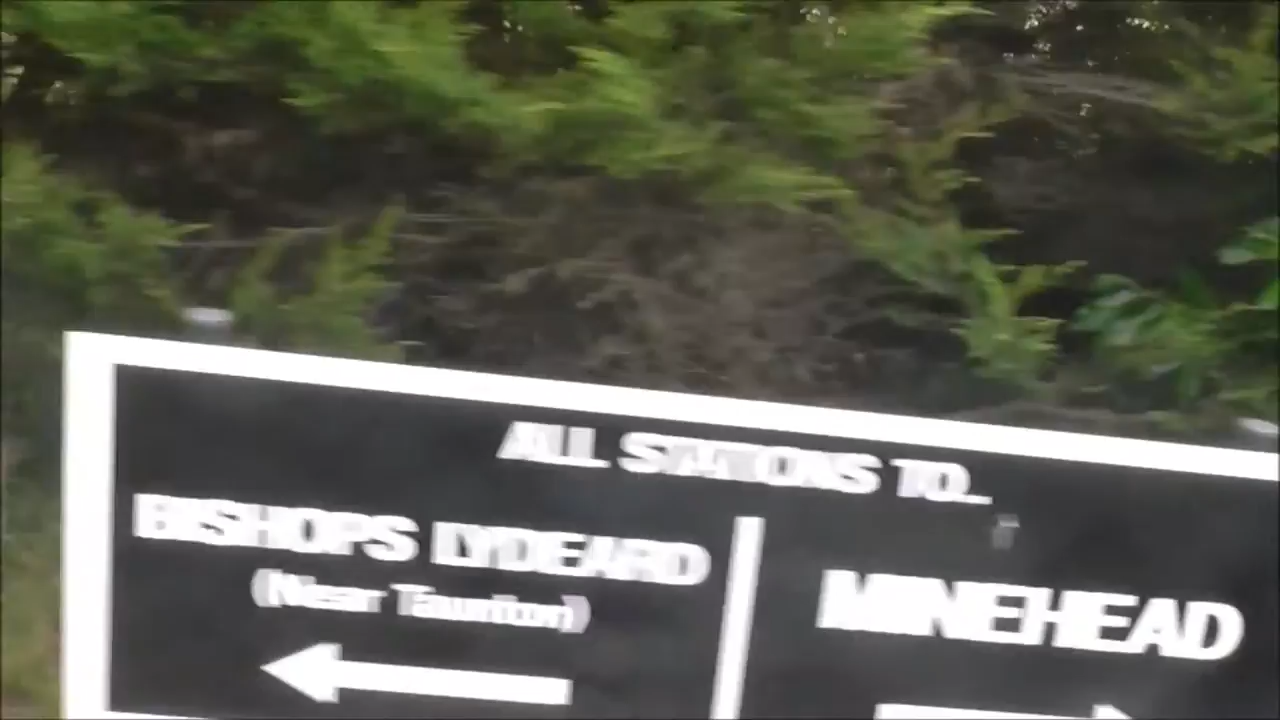 ALL STATIONS TO...
BISHOPS LYDEARD
(Near Taunton)
MINEHEAD